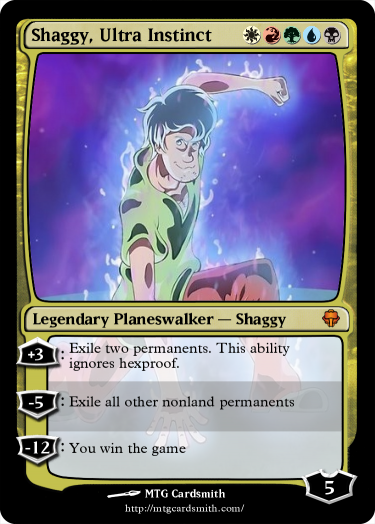 Shaggy, Ultra Instinct
Legendary Planeswalker — Shaggy
+3 : Exile two permanents. This ability
ignores hexproof.
-5 : Exile all other nonland permanents
-12 : You win the game
5
MTG Cardsmith
http://mtgcardsmith.com/